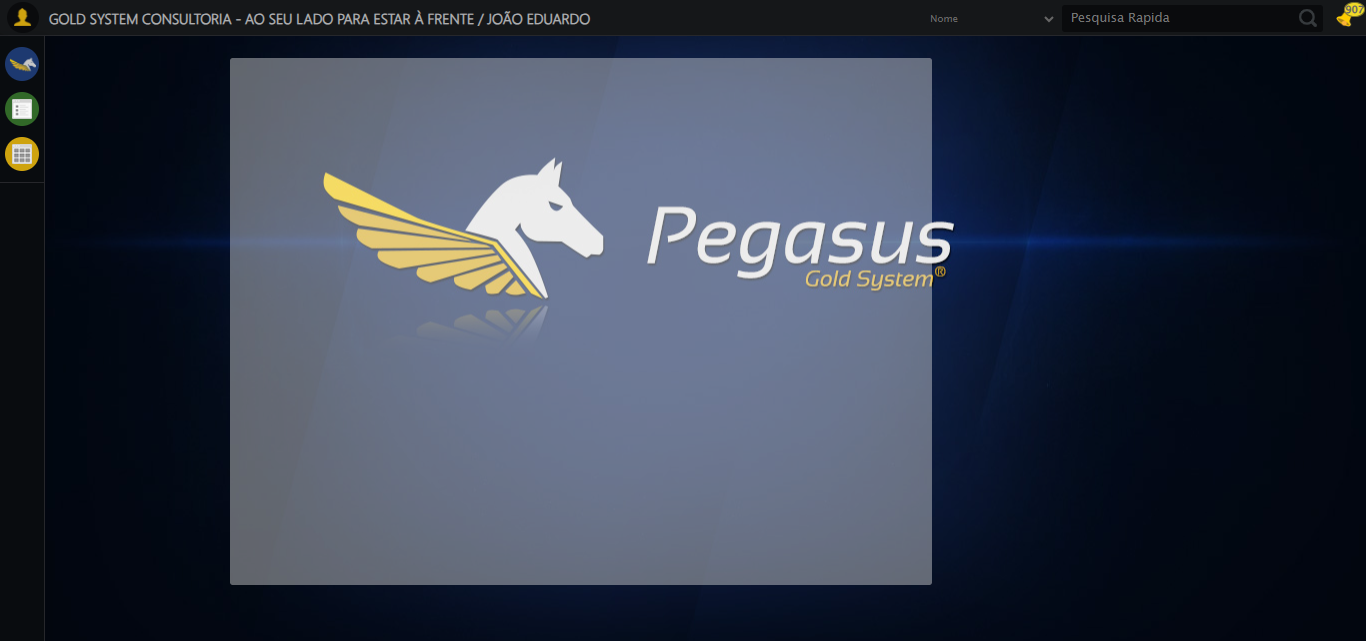 GOLD SYSTEM CONSULTORIA - AO SEU LADO PARA ESTAR À FRENTE / JOÃO EDUARDO
Nome
Pesquisa Rapida
907
Pegasus
Gold System®